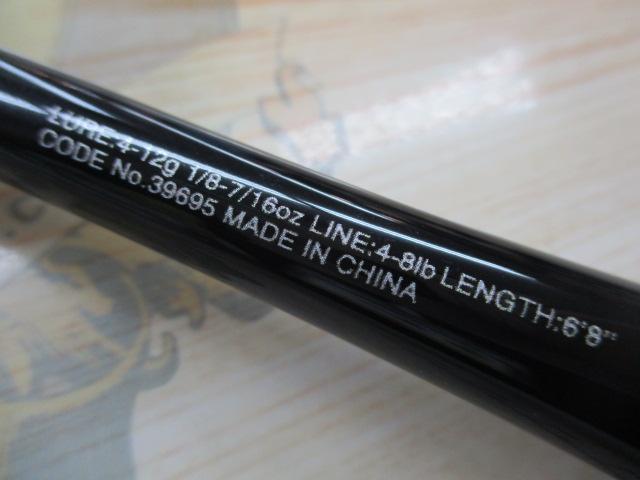 LURE:4-12g 1/8-7/16oz LINE:4-8lb LENGTH:6'8"
CODE No.39695 MADE IN CHINA